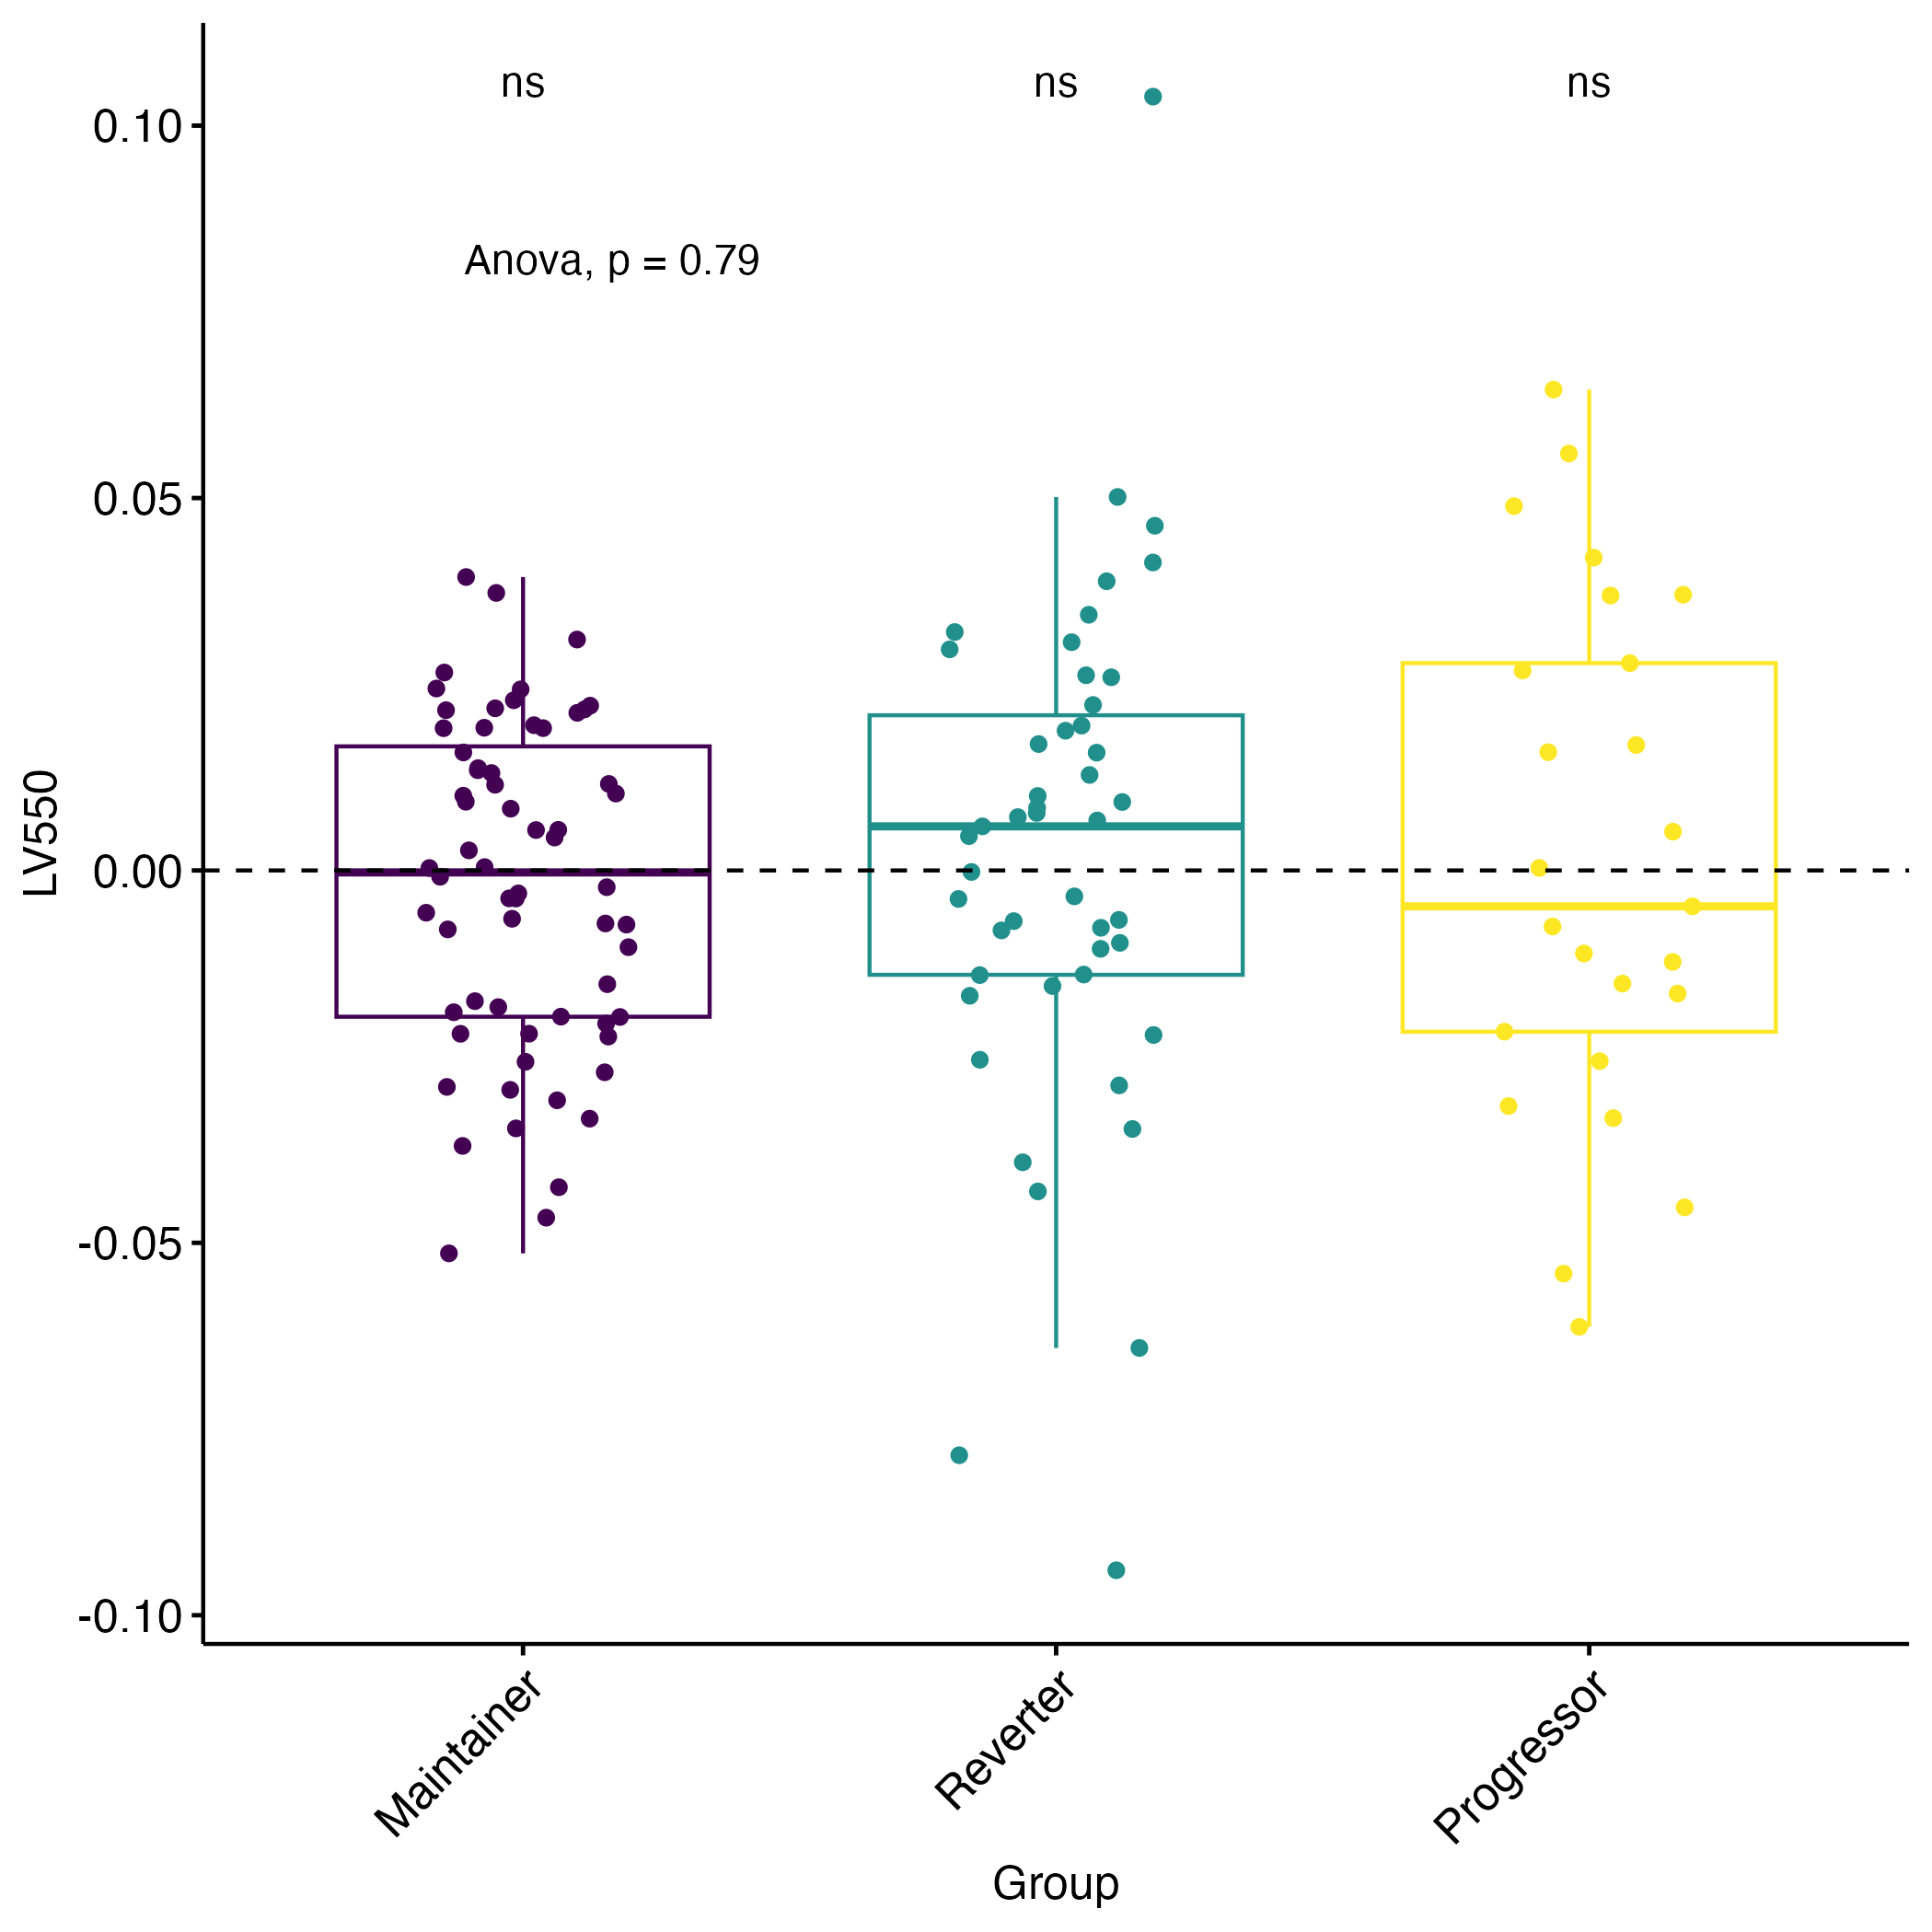 ns ns ns
0.10
Anova, p = 0.79
0.05
LV550
0.00
-0.05
-0.10
Maintainer Reverter Progressor
Group